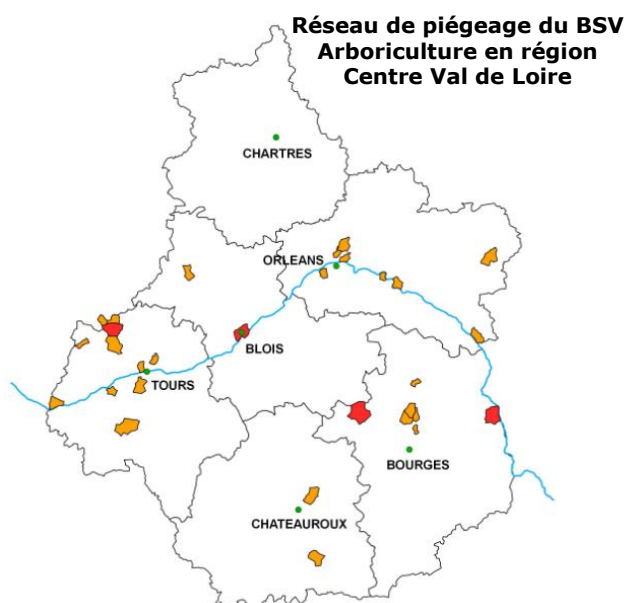 Réseau de piégeage du BSV
Arboriculture en région
Centre Val de Loire
CHARTRES
ORLEANS
BLOIS
TOURS
BOURGES
CHATEAUROUX